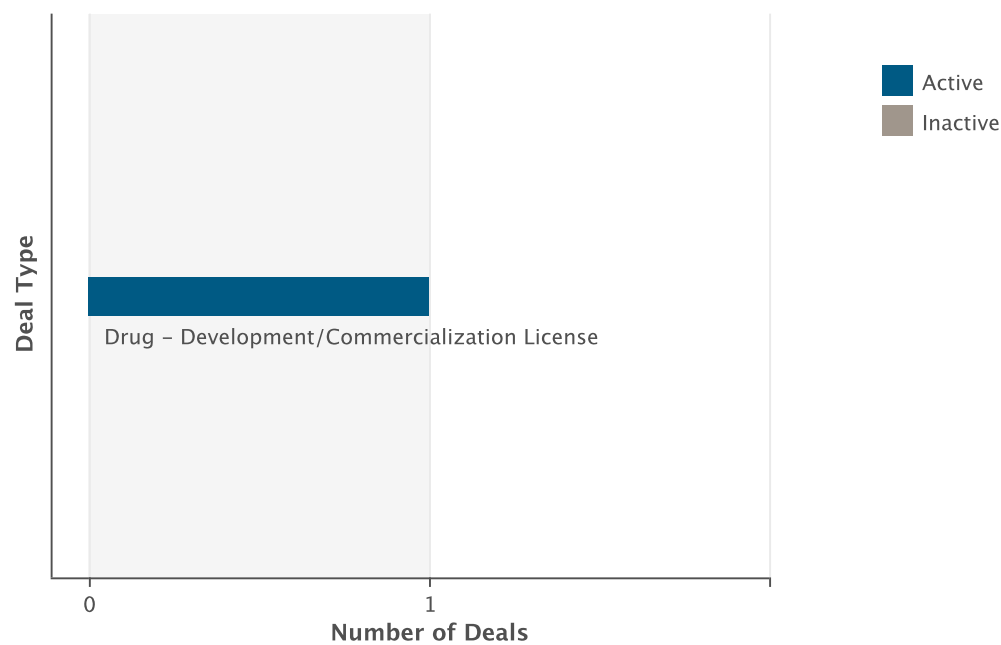 Active
Inactive
Deal Type
Drug – Development/Commercialization License
0
1
Number of Deals